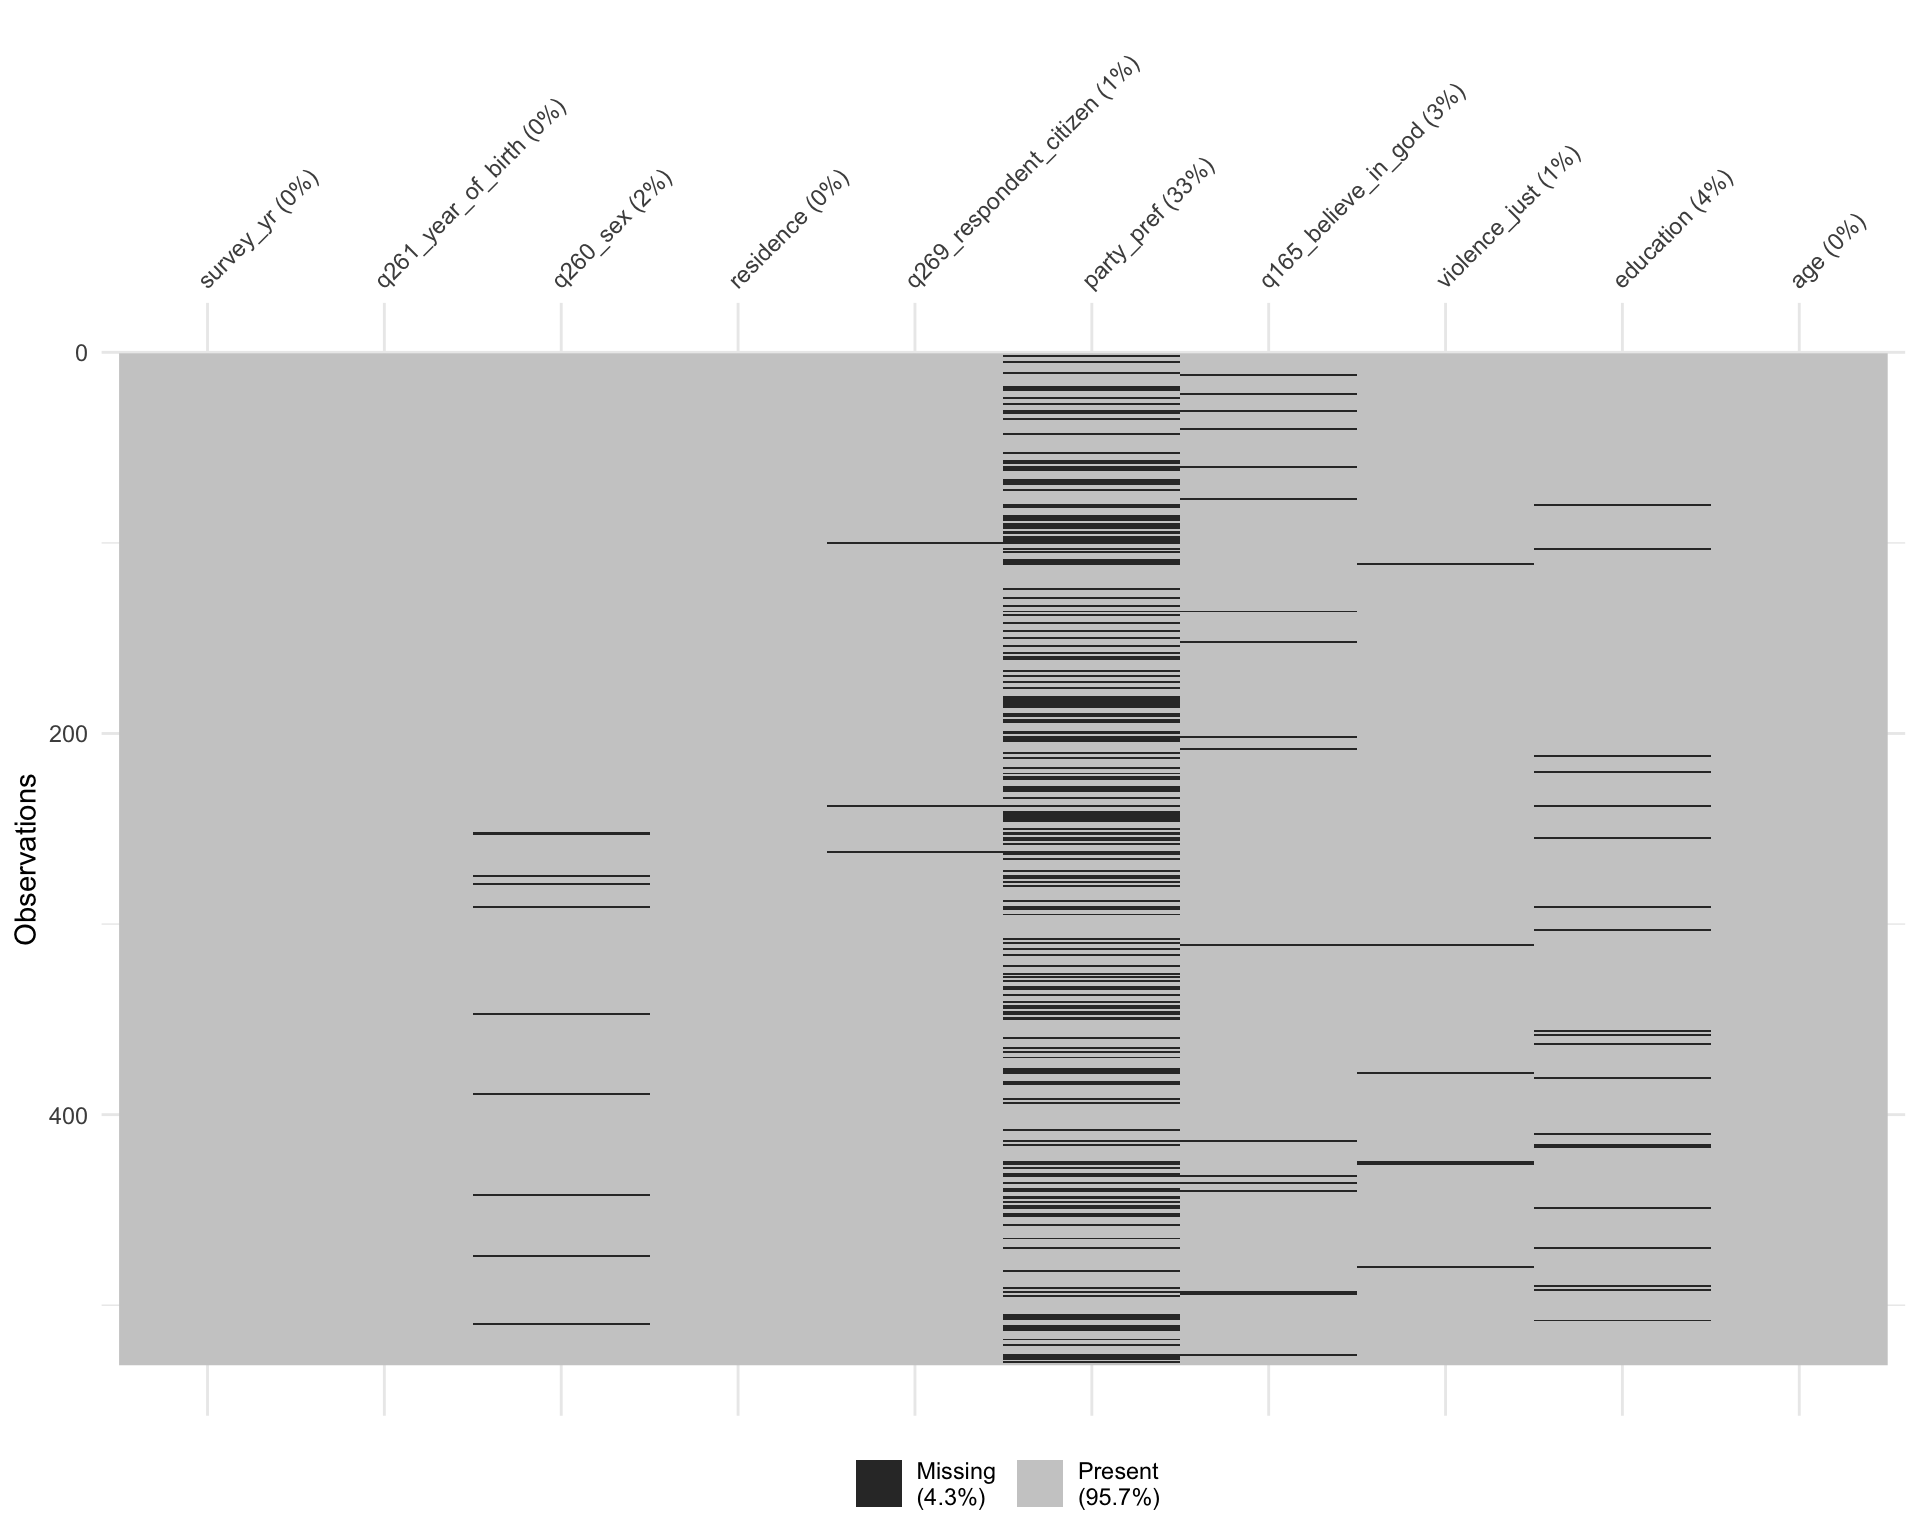 survey_yr (0%)
q261_year_of_birth (0%)
q260_sex (2%)
residence (0%)
q269_respondent_citizen (1%)
party_pref (33%)
q165_believe_in_god (3%)
violence_just (1%)
education (4%)
age (0%)
0
200
400
Observations
Missing
(4.3%)
Present
(95.7%)